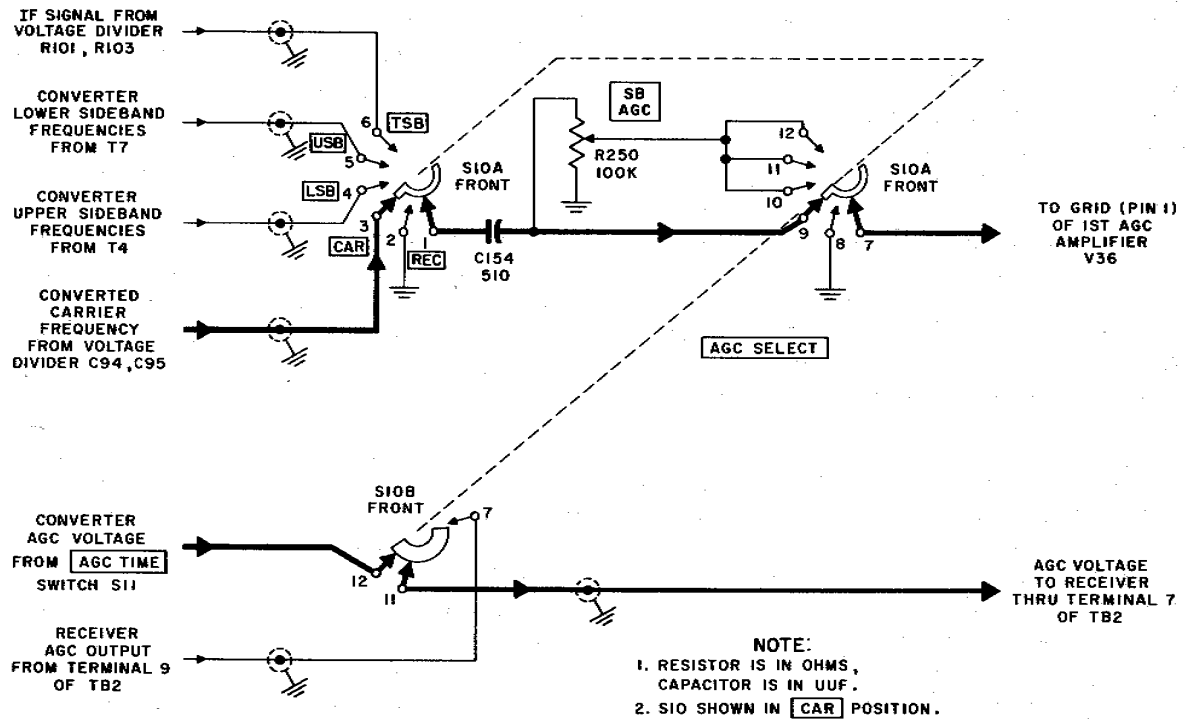 IF SIGNAL FROM
VOLTAGE DIVIDER
R101, R103
CONVERTER
LOWER SIDEBAND
FREQUENCIES
FROM T7
CONVERTER
UPPER SIDEBAND
FREQUENCIES
FROM T4
CONVERTED
CARRIER
FREQUENCY
FROM VOLTAGE
DIVIDER C94, C95
6 TSB
USB
5
LSB 4
3
CAR
2
REC
1
S10A
FRONT
C154
510
SB
AGC
R250
100K
12
11
10
9
8
7
S10A
FRONT
TO GRID (PIN 1)
OF 1ST AGC
AMPLIFIER
V36
AGC SELECT
S10B
FRONT
7
12
11
CONVERTER
AGC VOLTAGE
FROM AGC TIME
SWITCH S11
RECEIVER
AGC OUTPUT
FROM TERMINAL 9
OF TB2
AGC VOLTAGE
TO RECEIVER
THRU TERMINAL 7
OF TB2
NOTE:
1. RESISTOR IS IN OHMS,
CAPACITOR IS IN UUF.
2. S10 SHOWN IN CAR POSITION.